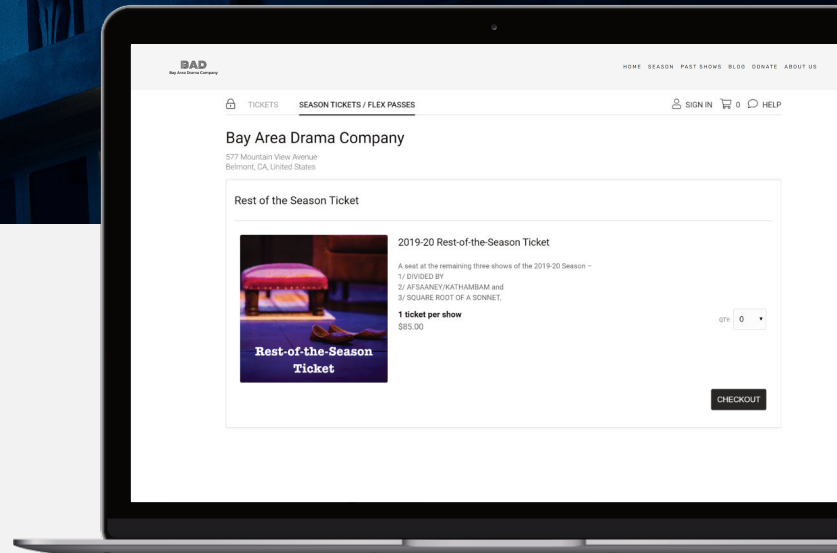 BAD
Bay Area Drama Company
HOME SEASON PAST SHOWS BLOG DONATE ABOUT US
TICKETS SEASON TICKETS / FLEX PASSES SIGN IN 0 HELP
Bay Area Drama Company
577 Mountain View Avenue
Belmont, CA, United States
Rest of the Season Ticket
2019-20 Rest-of-the-Season Ticket
A seat at the remaining three shows of the 2019-20 Season –
1/ DIVIDED BY
2/ AFSAANEY/KATHAMBAM and
3/ SQUARE ROOT OF A SONNET.
1 ticket per show
$85.00
QTY 0
Rest-of-the-Season
Ticket
CHECKOUT